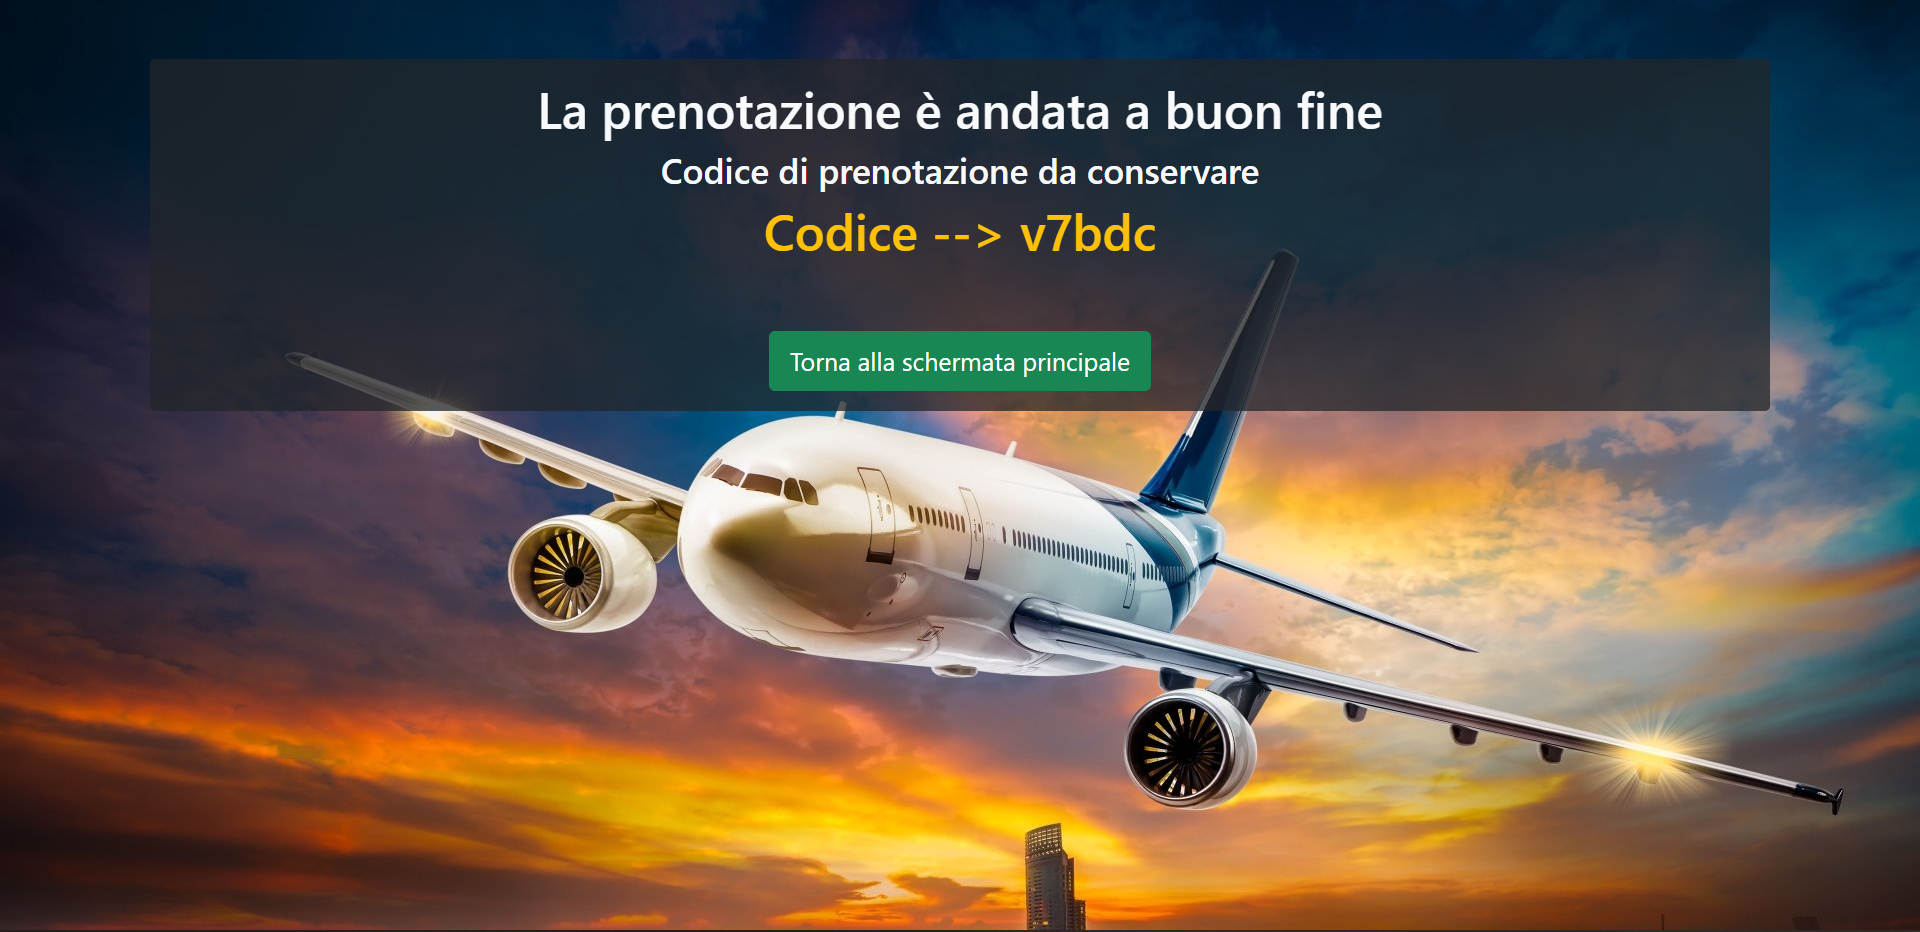 La prenotazione è andata a buon fine
Codice di prenotazione da conservare
Codice --> v7bdc
Torna alla schermata principale